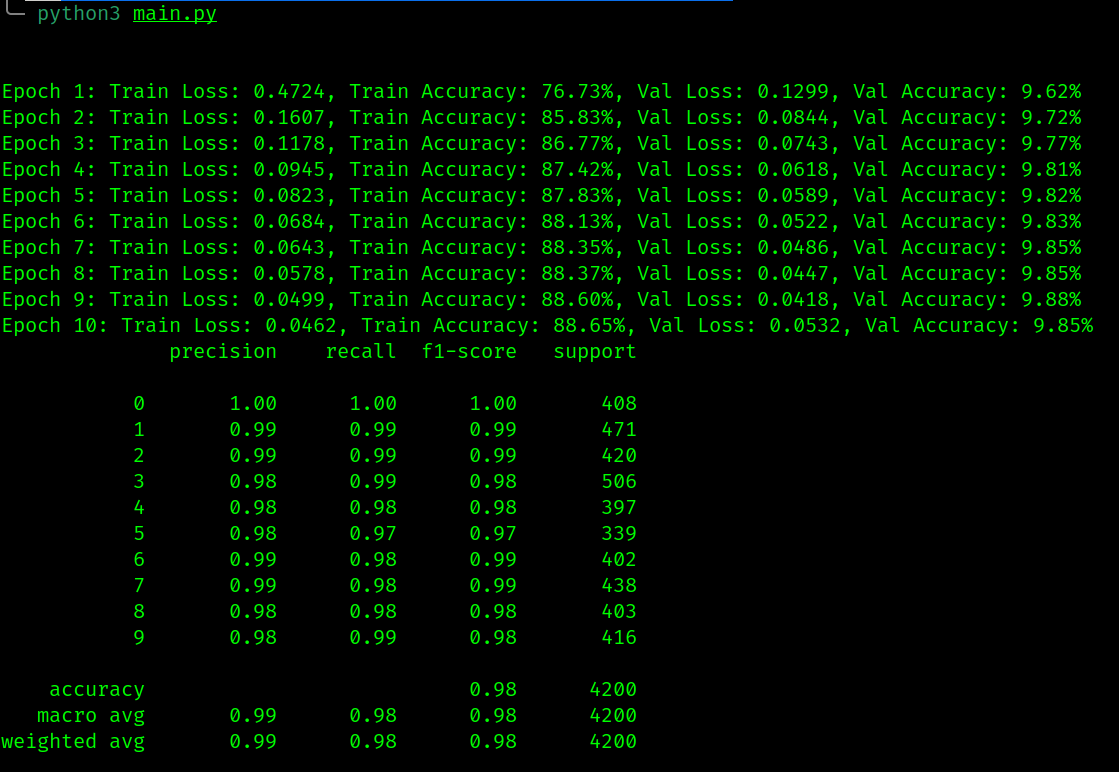 python3 main.py
Epoch 1: Train Loss: 0.4724, Train Accuracy: 76.73%, Val Loss: 0.1299, Val Accuracy: 9.62%
Epoch 2: Train Loss: 0.1607, Train Accuracy: 85.83%, Val Loss: 0.0844, Val Accuracy: 9.72%
Epoch 3: Train Loss: 0.1178, Train Accuracy: 86.77%, Val Loss: 0.0743, Val Accuracy: 9.77%
Epoch 4: Train Loss: 0.0945, Train Accuracy: 87.42%, Val Loss: 0.0618, Val Accuracy: 9.81%
Epoch 5: Train Loss: 0.0823, Train Accuracy: 87.83%, Val Loss: 0.0589, Val Accuracy: 9.82%
Epoch 6: Train Loss: 0.0684, Train Accuracy: 88.13%, Val Loss: 0.0522, Val Accuracy: 9.83%
Epoch 7: Train Loss: 0.0643, Train Accuracy: 88.35%, Val Loss: 0.0486, Val Accuracy: 9.85%
Epoch 8: Train Loss: 0.0578, Train Accuracy: 88.37%, Val Loss: 0.0447, Val Accuracy: 9.85%
Epoch 9: Train Loss: 0.0499, Train Accuracy: 88.60%, Val Loss: 0.0418, Val Accuracy: 9.88%
Epoch 10: Train Loss: 0.0462, Train Accuracy: 88.65%, Val Loss: 0.0532, Val Accuracy: 9.85%
precision recall f1-score support
0 1.00 1.00 1.00 408
1 0.99 0.99 0.99 471
2 0.99 0.99 0.99 420
3 0.98 0.99 0.98 506
4 0.98 0.98 0.98 397
5 0.98 0.97 0.97 339
6 0.99 0.98 0.99 402
7 0.99 0.98 0.99 438
8 0.98 0.98 0.98 403
9 0.98 0.99 0.98 416
accuracy 0.98 4200
macro avg 0.99 0.98 0.98 4200
weighted avg 0.99 0.98 0.98 4200